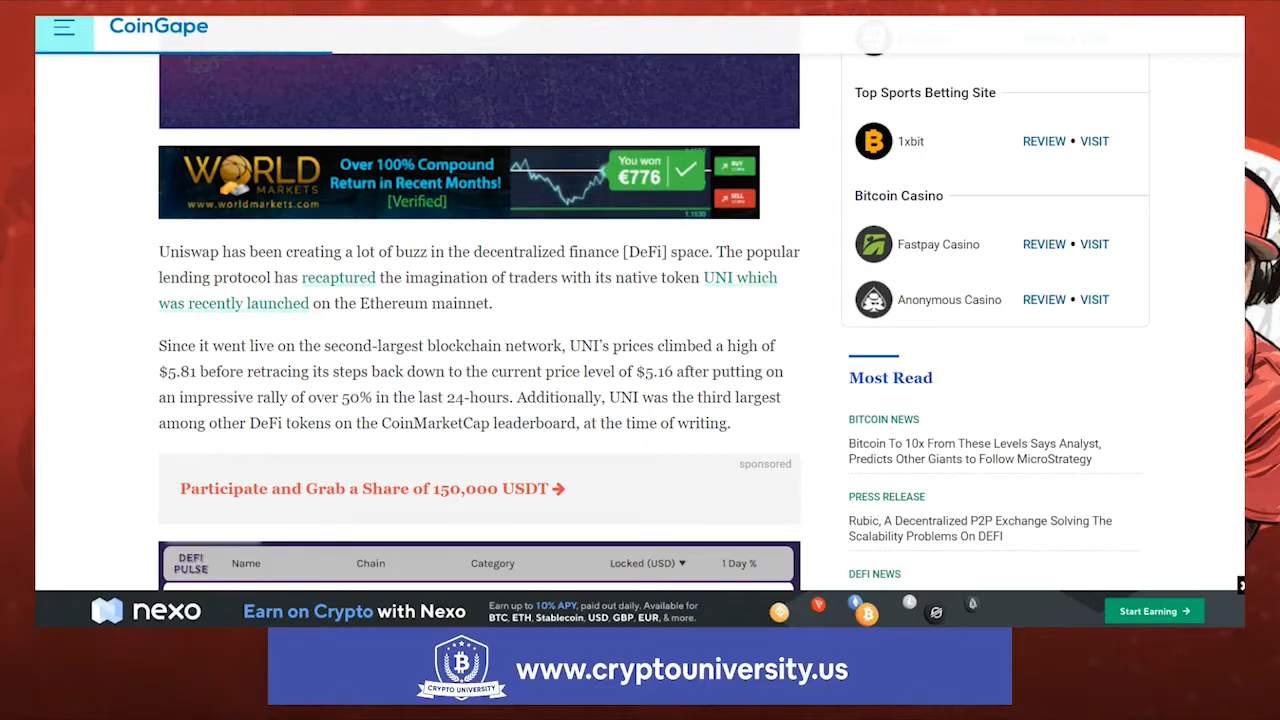 CoinGape
Top Sports Betting Site
1xbit
REVIEW • VISIT
Bitcoin Casino
Fastpay Casino
REVIEW • VISIT
Anonymous Casino
REVIEW • VISIT
WORLD
MARKETS
www.worldmarkets.com
Over 100% Compound
Return in Recent Months!
[Verified]
You won
€776
BUY
SELL
Uniswap has been creating a lot of buzz in the decentralized finance [DeFi] space. The popular
lending protocol has recaptured the imagination of traders with its native token UNI which
was recently launched on the Ethereum mainnet.
Since it went live on the second-largest blockchain network, UNI's prices climbed a high of
$5.81 before retracing its steps back down to the current price level of $5.16 after putting on
an impressive rally of over 50% in the last 24-hours. Additionally, UNI was the third largest
among other DeFi tokens on the CoinMarketCap leaderboard, at the time of writing.
sponsored
Participate and Grab a Share of 150,000 USDT →
DEFI
PULSE
Name Chain Category Locked (USD) ▼ 1 Day %
Most Read
BITCOIN NEWS
Bitcoin To 10x From These Levels Says Analyst,
Predicts Other Giants to Follow MicroStrategy
PRESS RELEASE
Rubic, A Decentralized P2P Exchange Solving The
Scalability Problems On DEFI
DEFI NEWS
nexo
Earn on Crypto with Nexo
Earn up to 10% APY, paid out daily. Available for
BTC, ETH, Stablecoin, USD, GBP, EUR, & more.
Start Earning →
CRYPTO UNIVERSITY
www.cryptouniversity.us